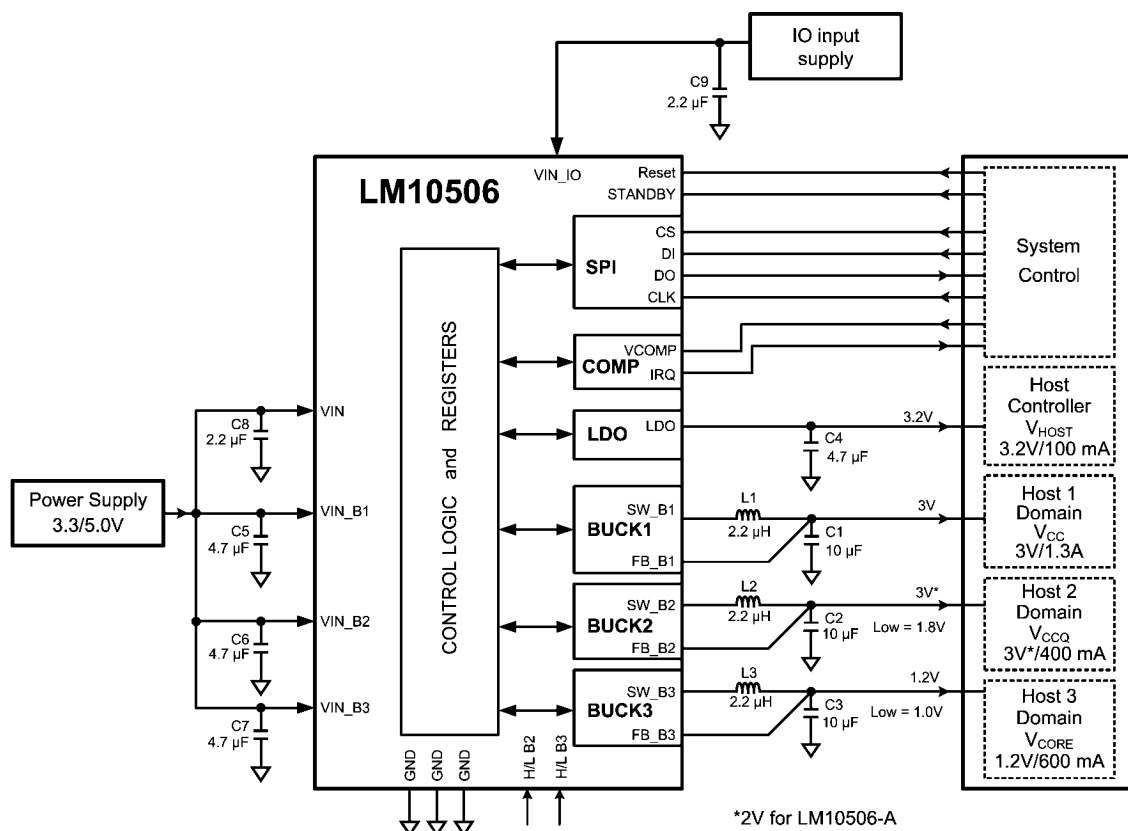 IO input
supply
C9
2.2 µF
VIN_IO
LM10506
Reset
STANDBY
CS
DI
DO
CLK
SPI
VCOMP
IRQ
COMP
LDO
LDO
SW_B1
FB_B1
BUCK1
SW_B2
FB_B2
BUCK2
SW_B3
FB_B3
BUCK3
CONTROL LOGIC and REGISTERS
VIN
VIN_B1
VIN_B2
VIN_B3
C8
2.2 µF
C5
4.7 µF
C6
4.7 µF
C7
4.7 µF
Power Supply
3.3/5.0V
GND
GND
GND
H/L B2
H/L B3
3.2V
C4
4.7 µF
L1
2.2 µH
3V
C1
10 µF
L2
2.2 µH
3V*
C2
10 µF
Low = 1.8V
L3
2.2 µH
1.2V
C3
10 µF
Low = 1.0V
System
Control
Host
Controller
VHOST
3.2V/100 mA
Host 1
Domain
VCC
3V/1.3A
Host 2
Domain
VCCQ
3V*/400 mA
Host 3
Domain
VCORE
1.2V/600 mA
*2V for LM10506-A